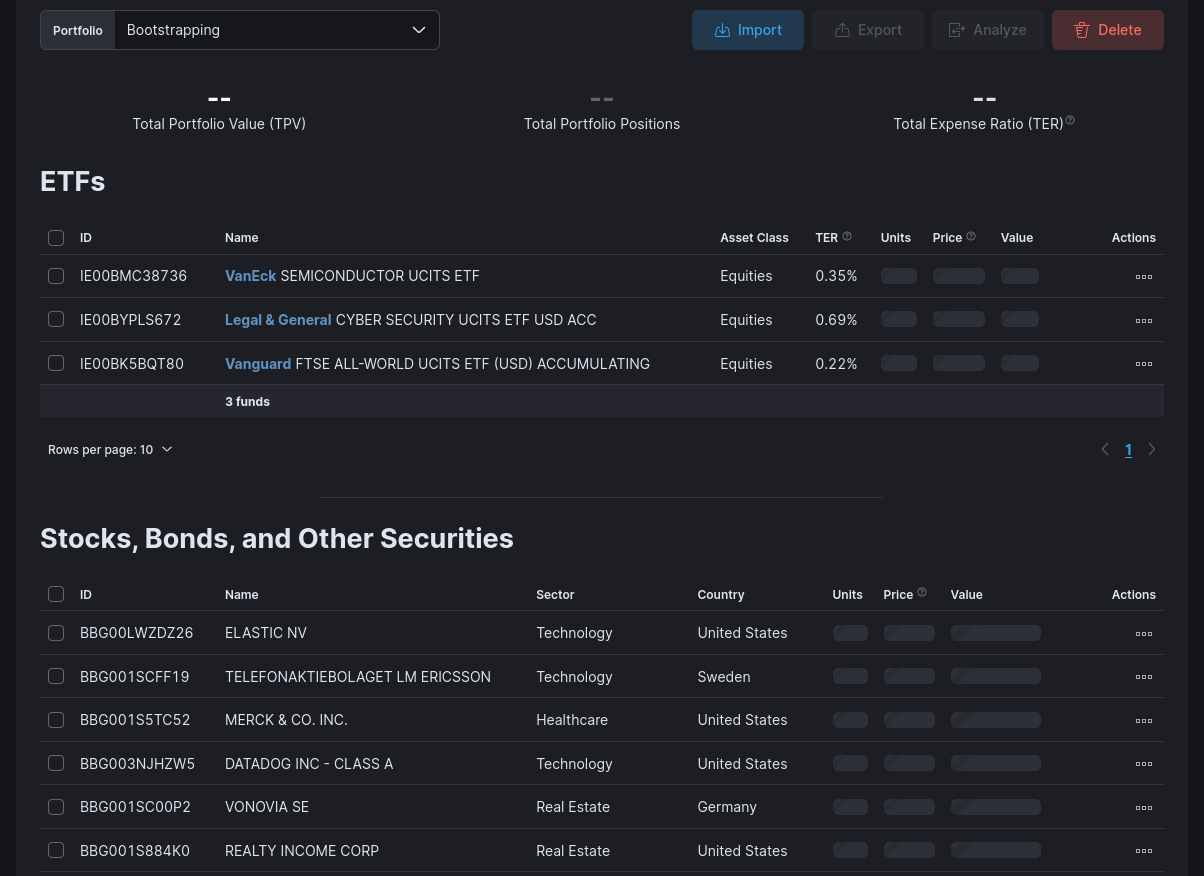 Portfolio Bootstrapping Import Export Analyze Delete
-- -- --
Total Portfolio Value (TPV) Total Portfolio Positions Total Expense Ratio (TER)
ETFs
ID Name Asset Class TER Units Price Value Actions
IE00BMC38736 VanEck SEMICONDUCTOR UCITS ETF Equities 0.35%
IE00BYPLS672 Legal & General CYBER SECURITY UCITS ETF USD ACC Equities 0.69%
IE00BK5BQT80 Vanguard FTSE ALL-WORLD UCITS ETF (USD) ACCUMULATING Equities 0.22%
3 funds
Rows per page: 10 1
Stocks, Bonds, and Other Securities
ID Name Sector Country Units Price Value Actions
BBG00LWZDZ26 ELASTIC NV Technology United States
BBG001SCFF19 TELEFONAKTIEBOLAGET LM ERICSSON Technology Sweden
BBG001S5TC52 MERCK & CO. INC. Healthcare United States
BBG003NJHZW5 DATADOG INC - CLASS A Technology United States
BBG001SC00P2 VONOVIA SE Real Estate Germany
BBG001S884K0 REALTY INCOME CORP Real Estate United States